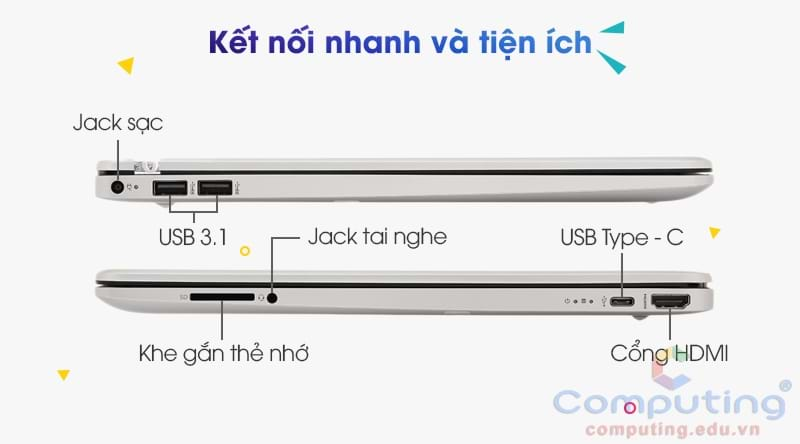 Kết nối nhanh và tiện ích
Jack sạc
USB 3.1
Jack tai nghe
USB Type - C
Khe gắn thẻ nhớ
Cổng HDMI
Computing®
computing.edu.vn